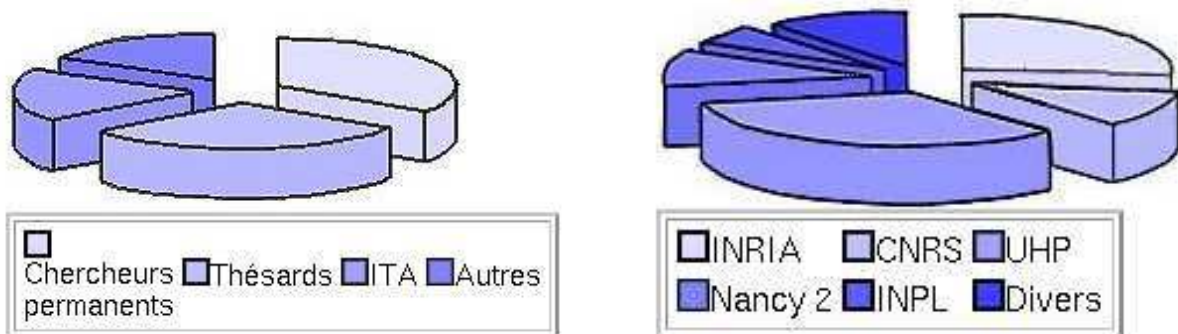 Chercheurs Thésards ITA Autres
permanents
INRIA CNRS UHP
Nancy 2 INPL Divers